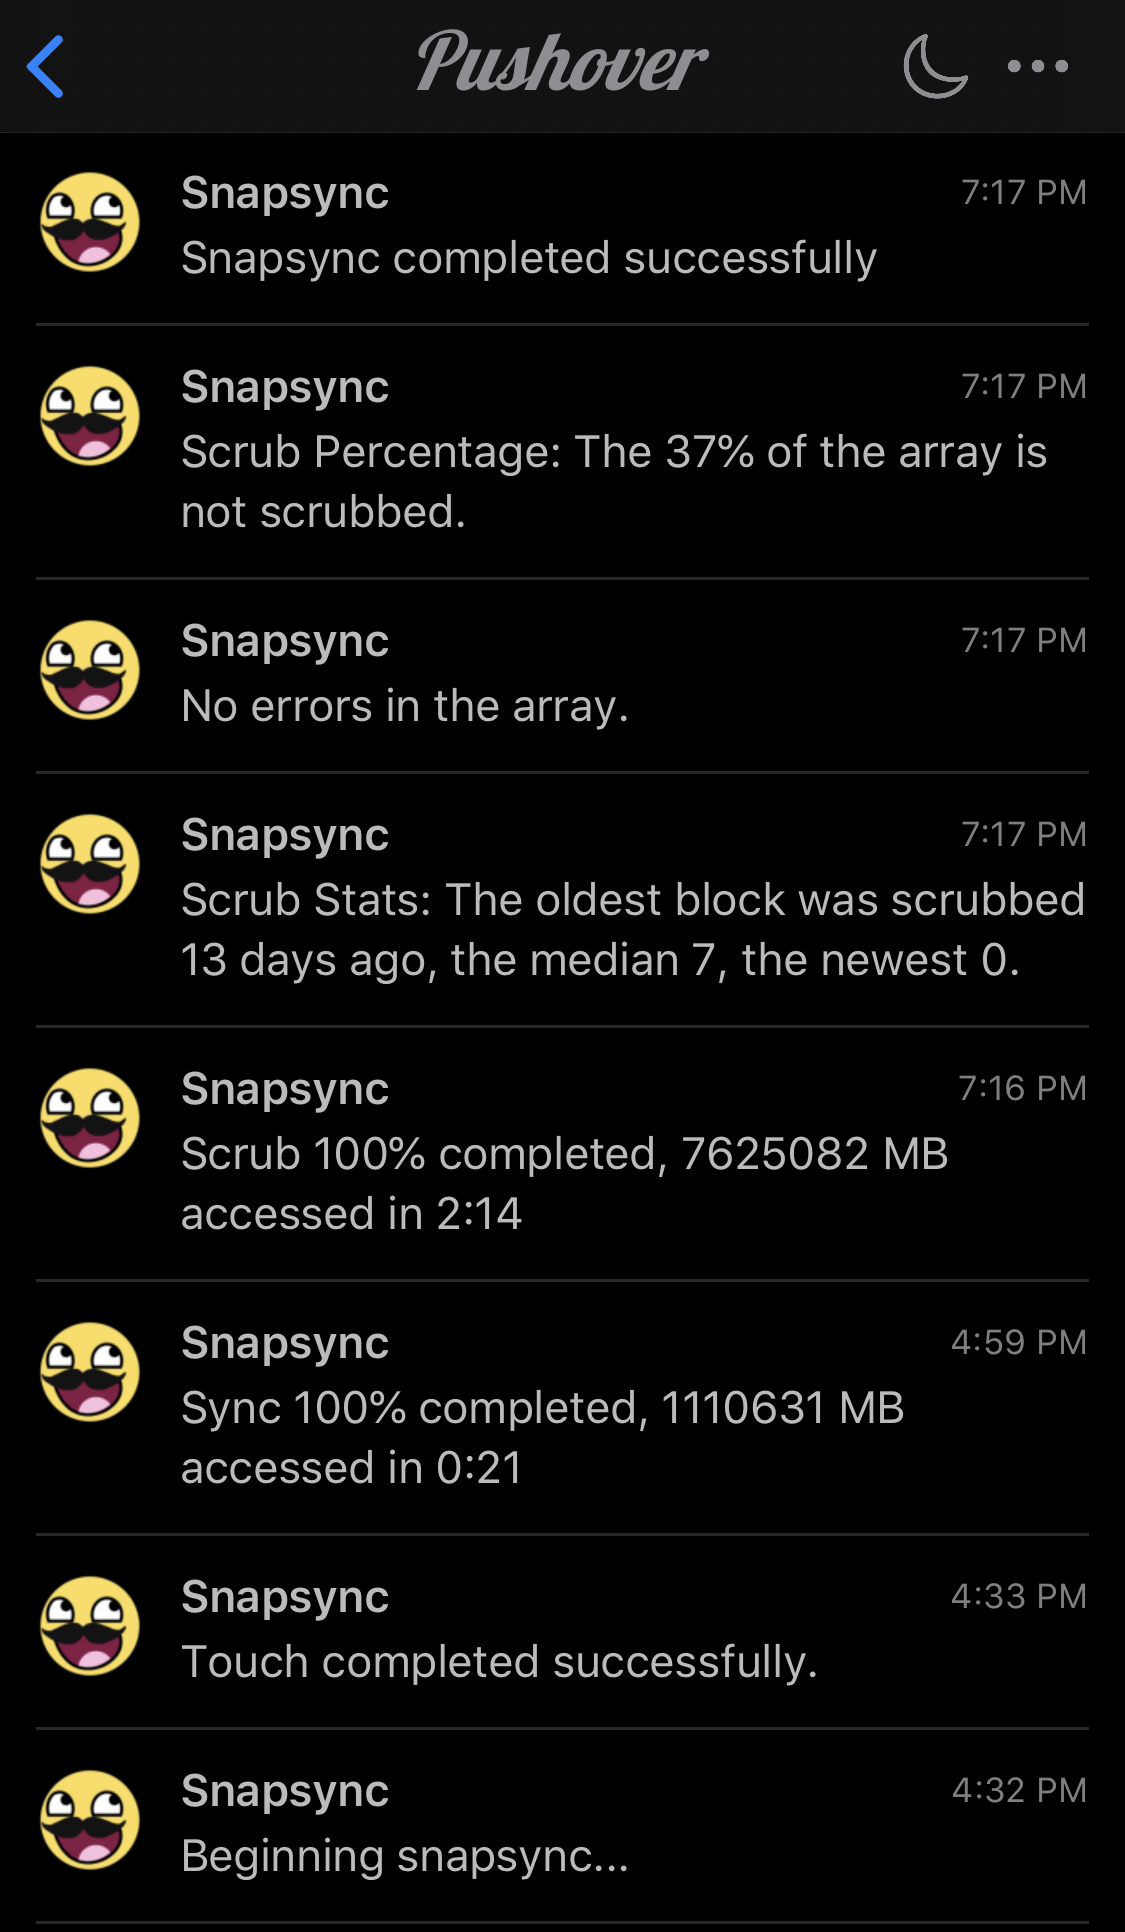 Pushover
Snapsync
7:17 PM
Snapsync completed successfully
Snapsync
7:17 PM
Scrub Percentage: The 37% of the array is
not scrubbed.
Snapsync
7:17 PM
No errors in the array.
Snapsync
7:17 PM
Scrub Stats: The oldest block was scrubbed
13 days ago, the median 7, the newest 0.
Snapsync
7:16 PM
Scrub 100% completed, 7625082 MB
accessed in 2:14
Snapsync
4:59 PM
Sync 100% completed, 1110631 MB
accessed in 0:21
Snapsync
4:33 PM
Touch completed successfully.
Snapsync
4:32 PM
Beginning snapsync...